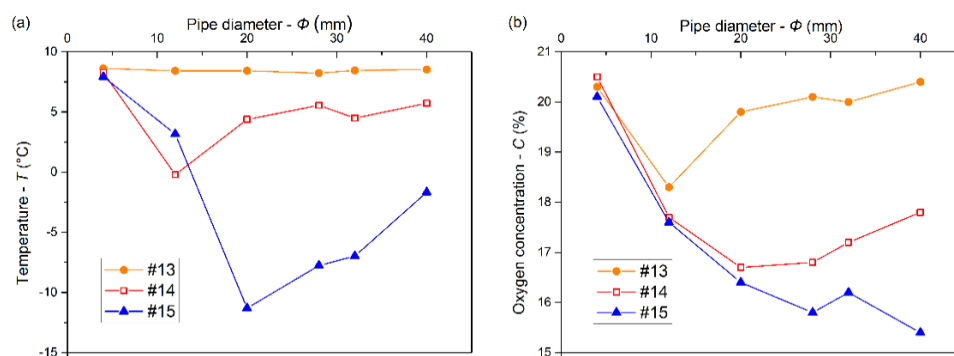 (a)
Pipe diameter - Φ (mm)
0 10 20 30 40
10
5
0
-5
-10
-15
Temperature - T (°C)
#13
#14
#15
(b)
Pipe diameter - Φ (mm)
0 10 20 30 40
21
20
19
18
17
16
15
Oxygen concentration - C (%)
#13
#14
#15